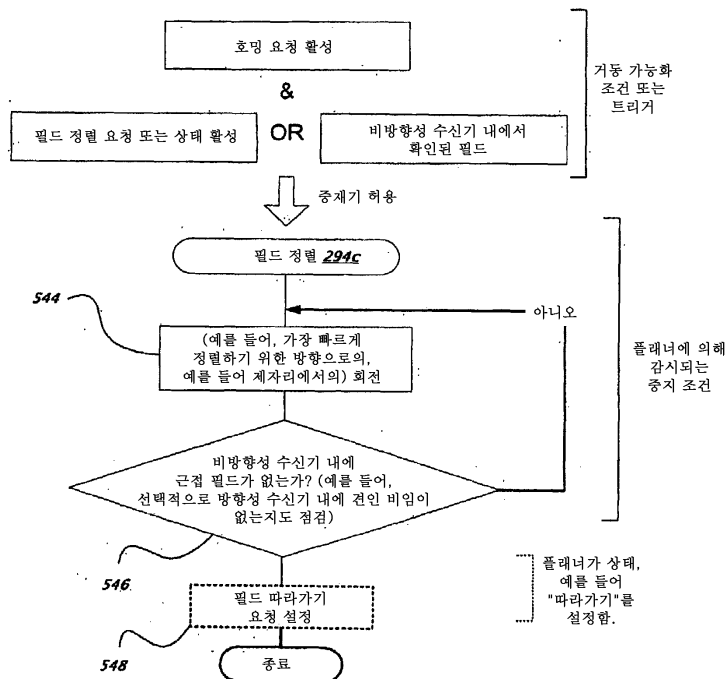 호밍 요청 활성
&
필드 정렬 요청 또는 상태 활성
OR
비방향성 수신기 내에서
확인된 필드
거동 가능화
조건 또는
트리거
중재기 허용
필드 정렬 294c
아니오
544
(예를 들어, 가장 빠르게
정렬하기 위한 방향으로의,
예를 들어 제자리에서의) 회전
플래너에 의해
감시되는
중지 조건
비방향성 수신기 내에
근접 필드가 없는가? (예를 들어,
선택적으로 방향성 수신기 내에 견인 비임이
없는지도 점검)
546
필드 따라가기
요청 설정
플래너가 상태,
예를 들어
"따라가기"를
설정함.
548
종료